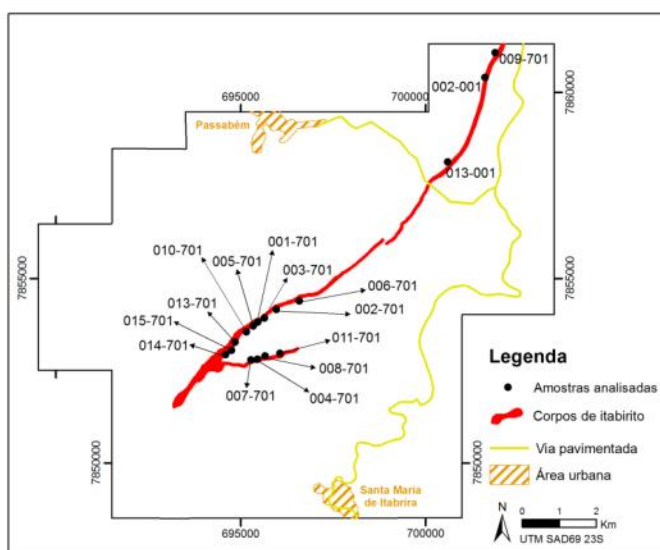 695000
700000
009-701
002-001
7860000
Passabém
013-001
001-701
010-701
005-701
003-701
006-701
7855000
7855000
013-701
002-701
015-701
011-701
014-701
008-701
007-701
004-701
Legenda
Amostras analisadas
Corpos de itabirito
Via pavimentada
Área urbana
7850000
7850000
Santa Maria
de Itabrira
N
0 1 2
Km
UTM SAD69 23S
695000
700000